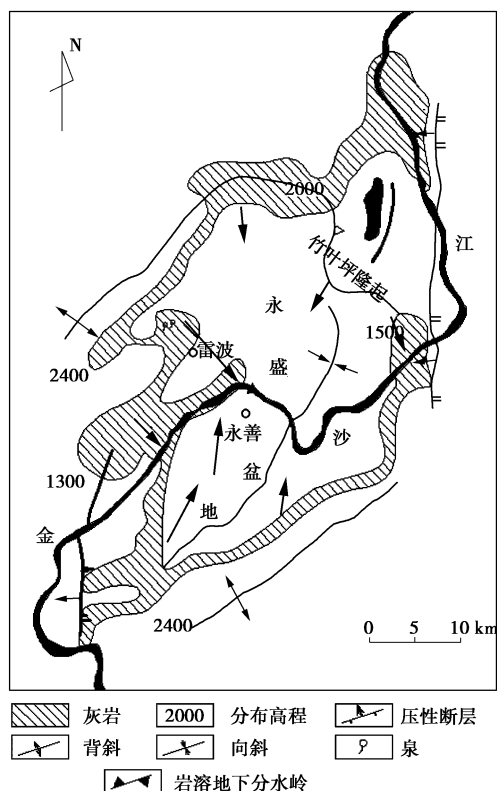 N
2000
竹叶坪隆起
江
永
1500
雷波
盛
2400
永善
沙
盆
1300
地
金
2400
0 5 10 km
灰岩
2000
分布高程
压性断层
背斜
向斜
泉
岩溶地下分水岭